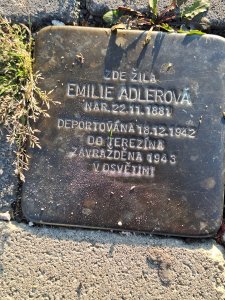 ZDE ŽILA
EMILIE ADLEROVÁ
NAR. 22.11.1881
DEPORTOVÁNA 18.12.1942
DO TEREZÍNA
ZAVRAŽDĚNA 1943
V OSVĚTIMI